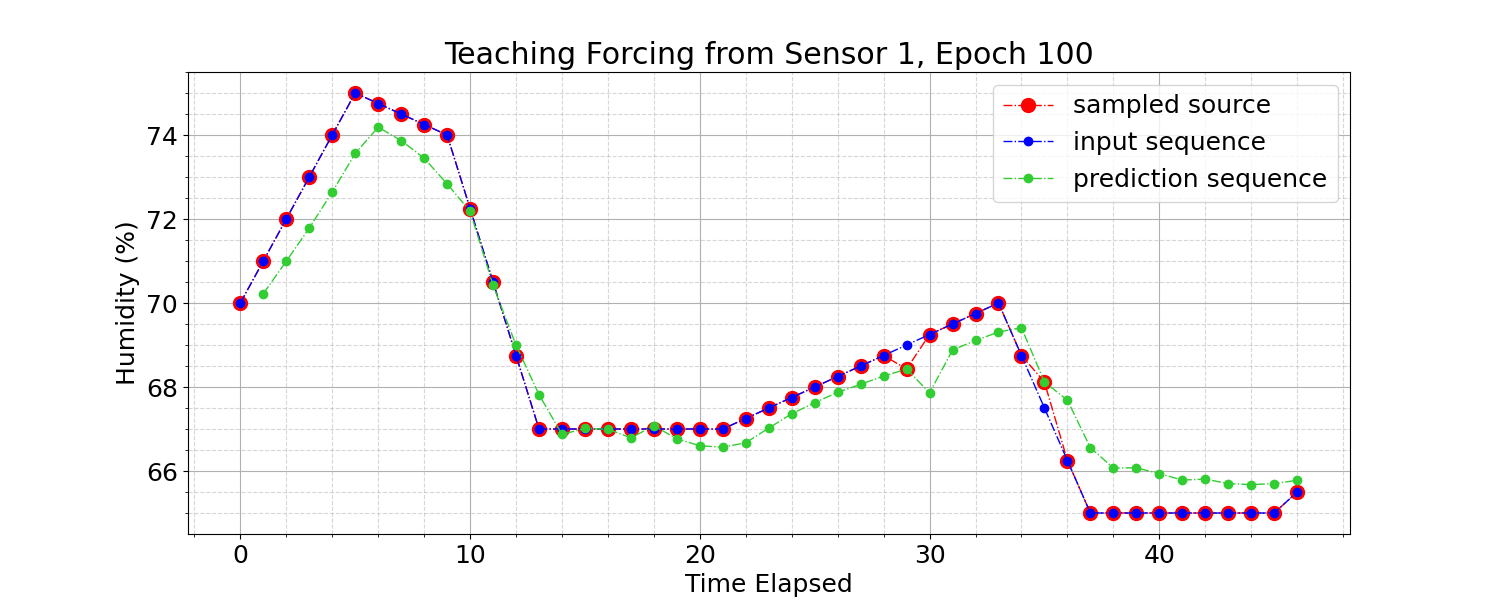 Teaching Forcing from Sensor 1, Epoch 100
sampled source
input sequence
prediction sequence
74
72
70
68
66
Humidity (%)
0 10 20 30 40
Time Elapsed